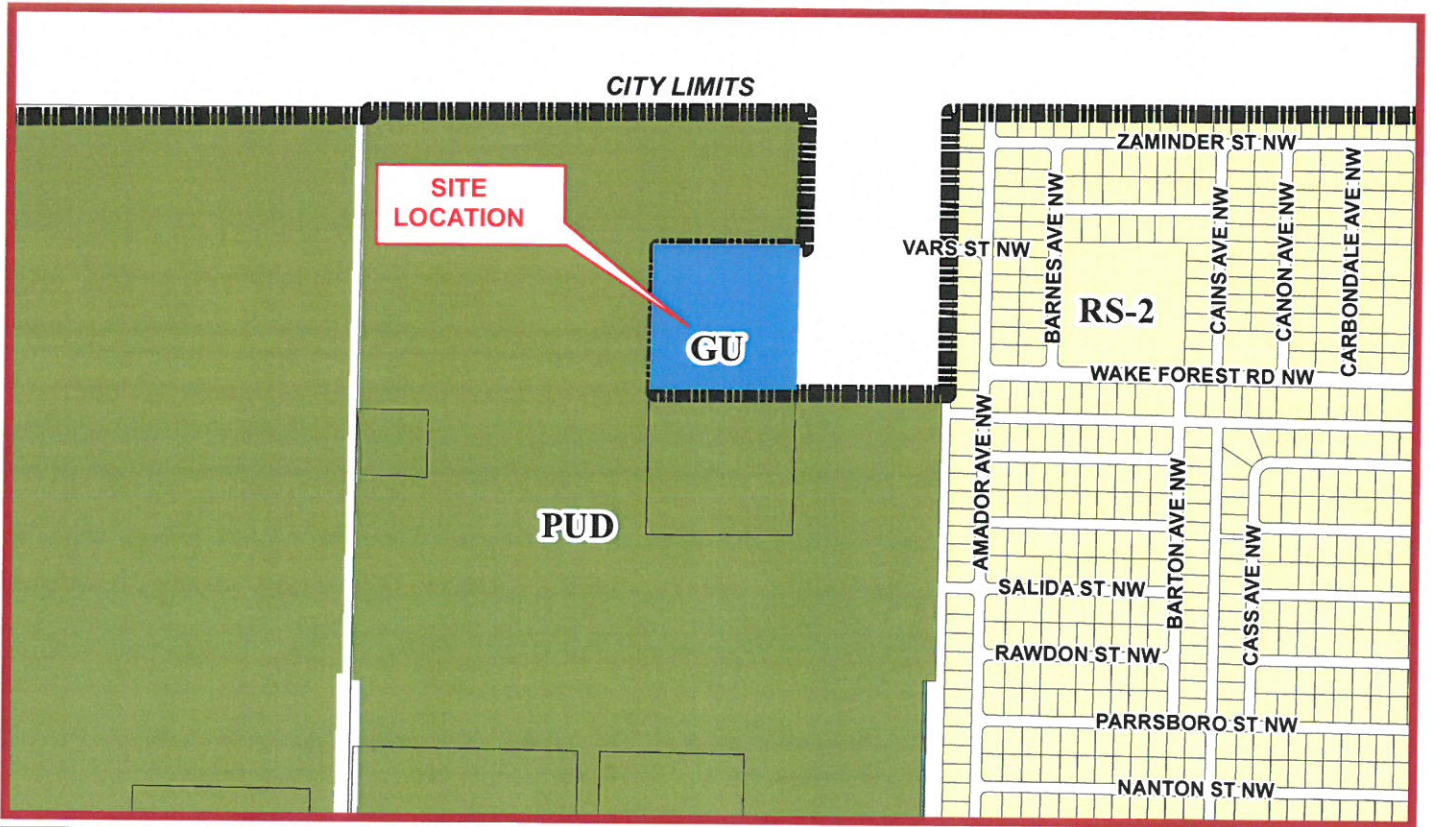 CITY LIMITS
SITE
LOCATION
GU
PUD
RS-2
ZAMINDER ST NW
VARS ST NW
BARNES AVE NW
CAINS AVE NW
CANON AVE NW
CARBONDALE AVE NW
WAKE FOREST RD NW
AMADOR AVE NW
BARTON AVE NW
CASS AVE NW
SALIDA ST NW
RAWDON ST NW
PARRSBORO ST NW
NANTON ST NW